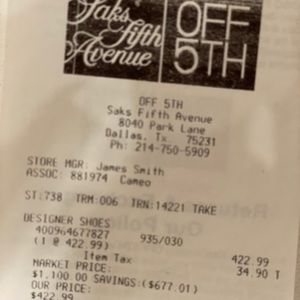 Saks
Fifth
Avenue
OFF
5TH
OFF 5TH
Saks Fifth Avenue
8040 Park Lane
Dallas, Tx 75231
Ph: 214-750-5909
STORE MGR: James Smith
ASSOC: 881974 Cameo
ST:738 TRM:006 TRN:14221 TAKE
DESIGNER SHOES
400964677827 935/030
(1 @ 422.99) 422.99
Item Tax 34.90 T
MARKET PRICE:
$1,100.00 SAVINGS:($677.01)
OUR PRICE:
$422.99